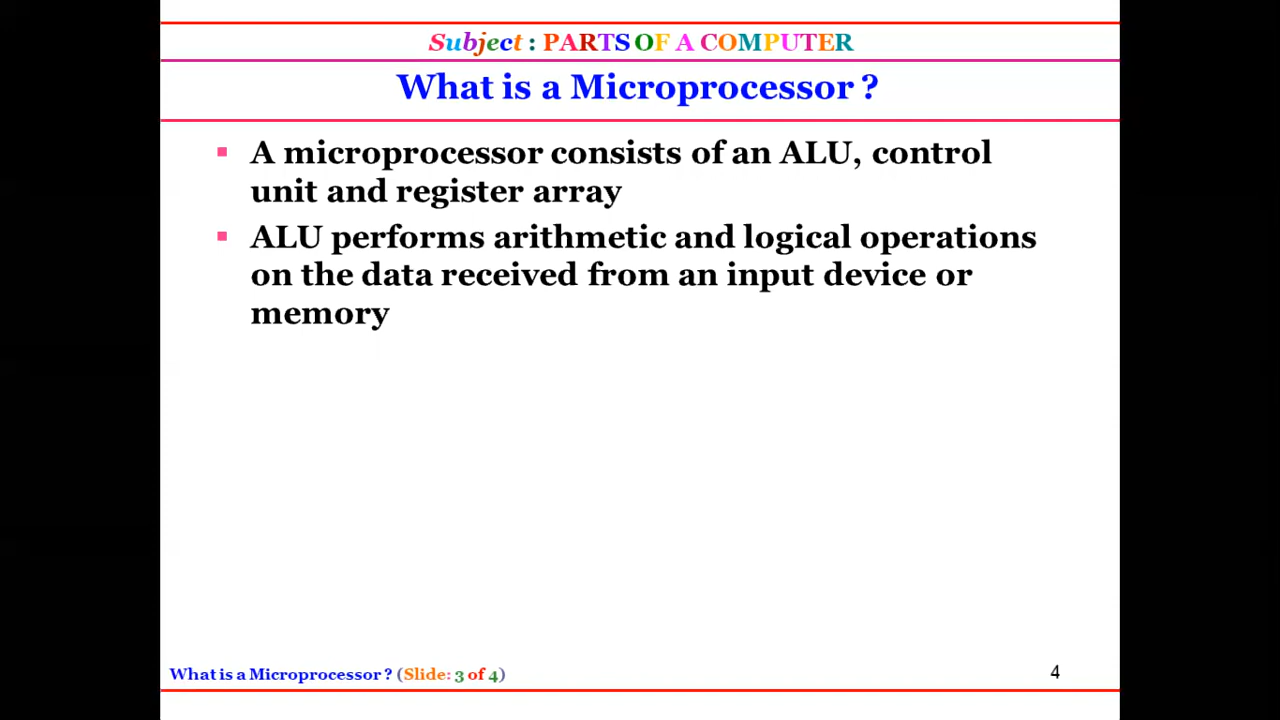 Subject : PARTS OF A COMPUTER
What is a Microprocessor ?
▪ A microprocessor consists of an ALU, control
unit and register array
▪ ALU performs arithmetic and logical operations
on the data received from an input device or
memory
What is a Microprocessor ? (Slide: 3 of 4)
4